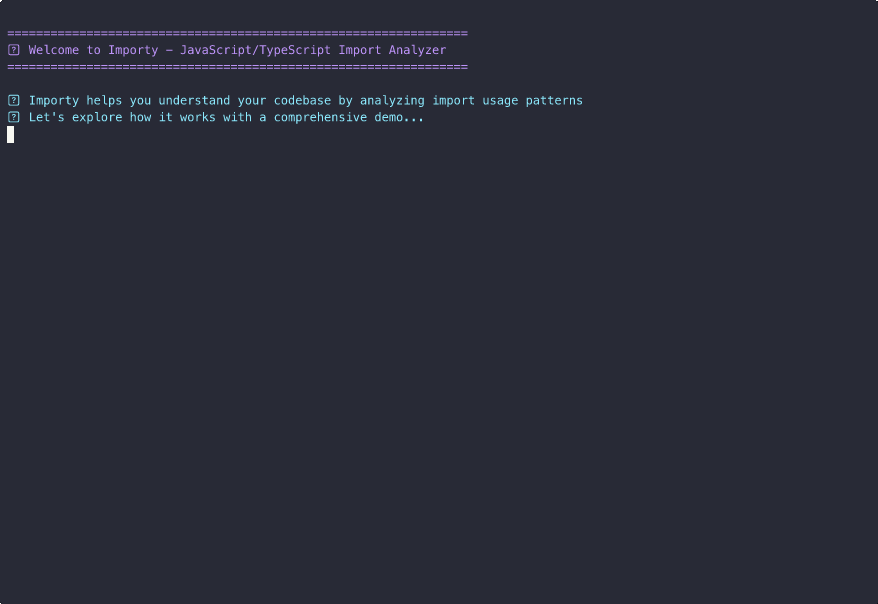 ================================================================
⍰ Welcome to Importy – JavaScript/TypeScript Import Analyzer
================================================================
⍰ Importy helps you understand your codebase by analyzing import usage patterns
⍰ Let's explore how it works with a comprehensive demo...